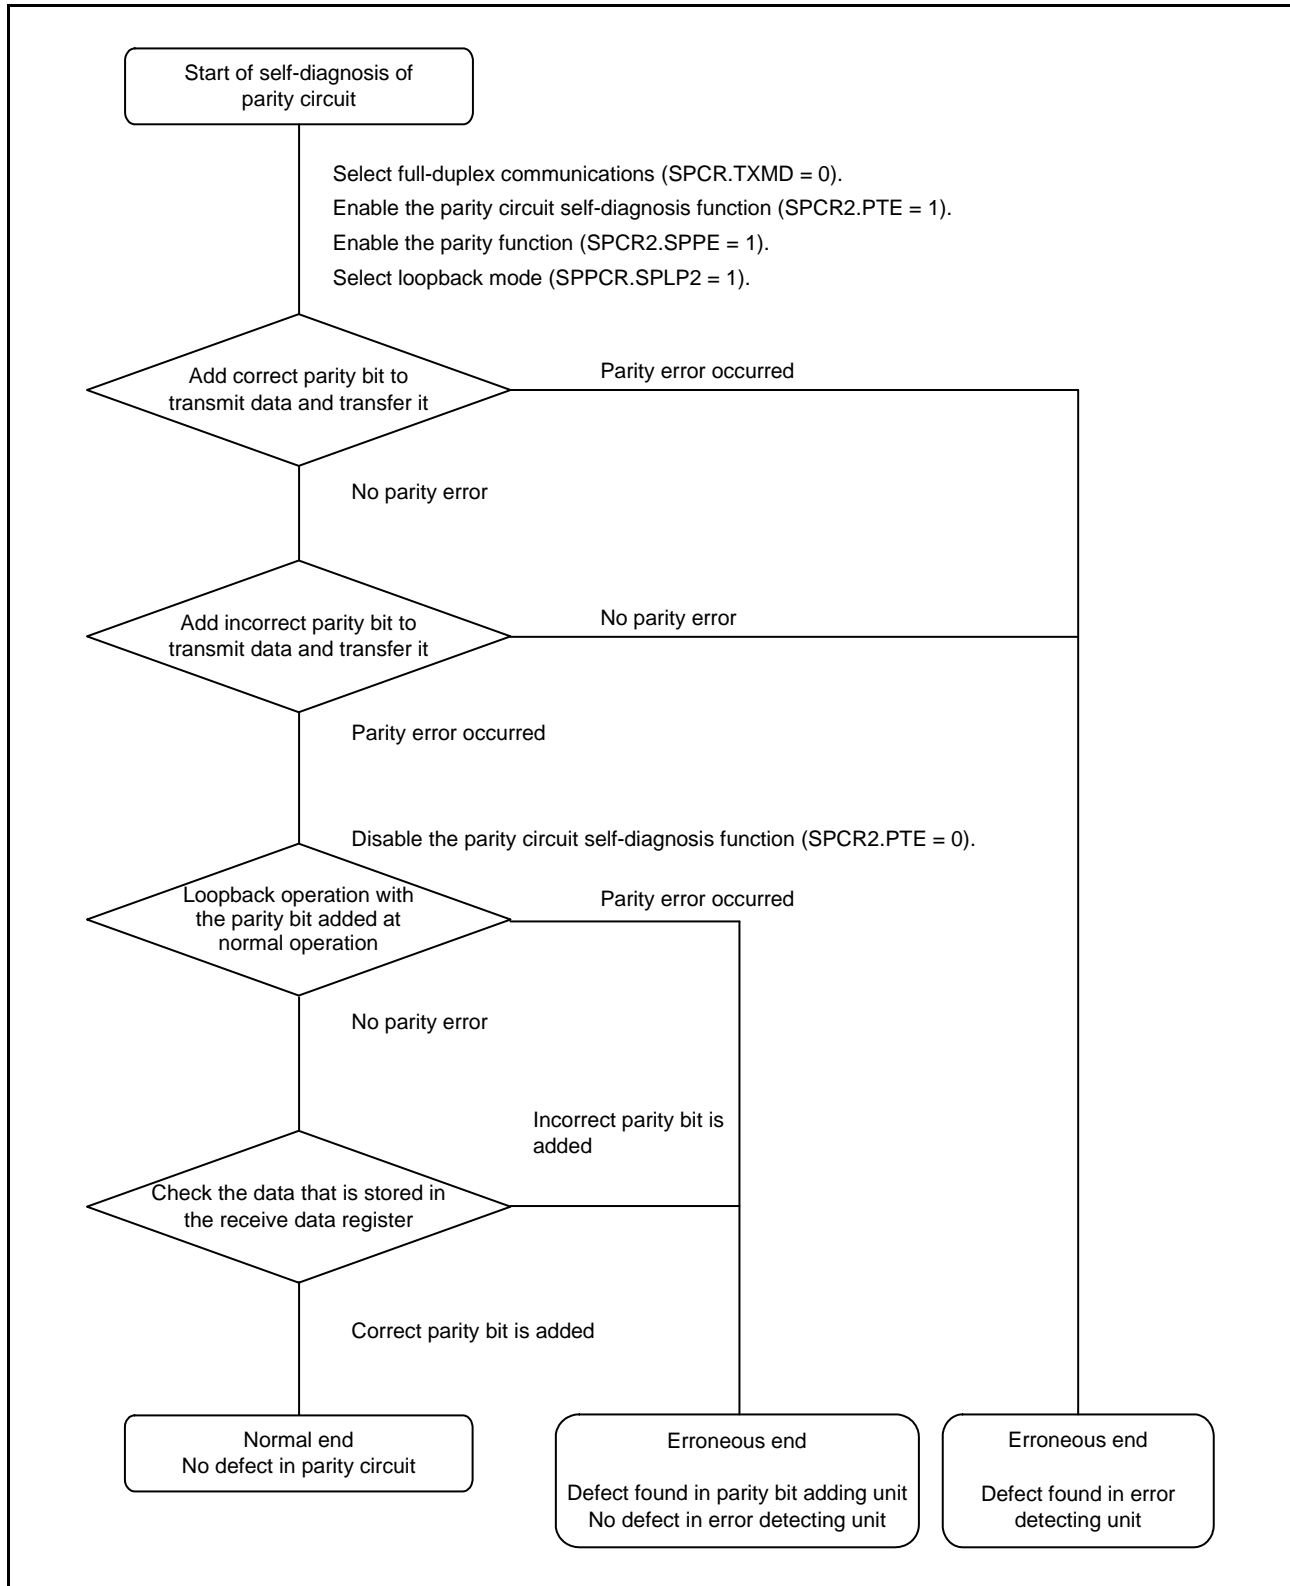 Start of self-diagnosis of
parity circuit
Select full-duplex communications (SPCR.TXMD = 0).
Enable the parity circuit self-diagnosis function (SPCR2.PTE = 1).
Enable the parity function (SPCR2.SPPE = 1).
Select loopback mode (SPPCR.SPLP2 = 1).
Add correct parity bit to
transmit data and transfer it
Parity error occurred
No parity error
Add incorrect parity bit to
transmit data and transfer it
No parity error
Parity error occurred
Disable the parity circuit self-diagnosis function (SPCR2.PTE = 0).
Loopback operation with
the parity bit added at
normal operation
Parity error occurred
No parity error
Incorrect parity bit is
added
Check the data that is stored in
the receive data register
Correct parity bit is added
Normal end
No defect in parity circuit
Erroneous end
Defect found in parity bit adding unit
No defect in error detecting unit
Erroneous end
Defect found in error
detecting unit